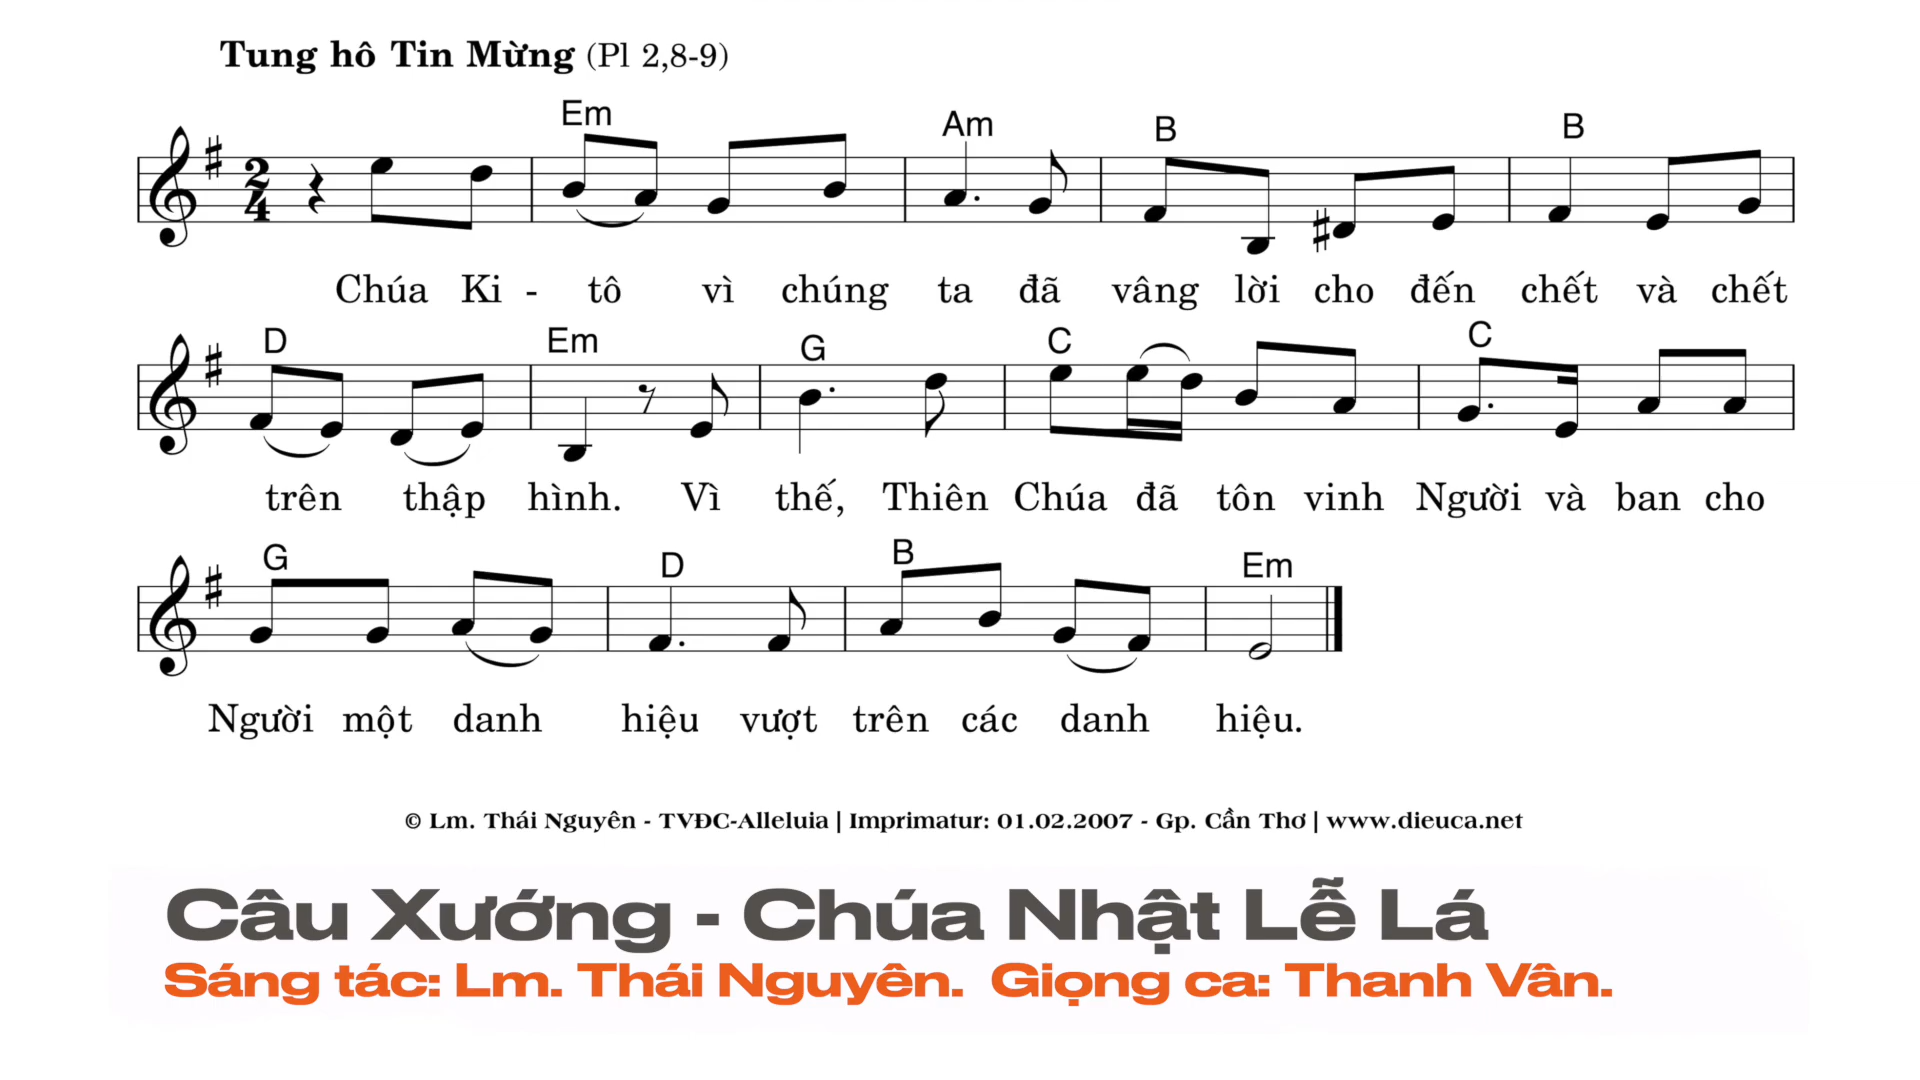 Tung hô Tin Mừng (Pl 2,8-9)
Em Am B B
2 4
Chúa Ki - tô vì chúng ta đã vâng lời cho đến chết và chết
D Em G C C
trên thập hình. Vì thế, Thiên Chúa đã tôn vinh Người và ban cho
G D B Em
Người một danh hiệu vượt trên các danh hiệu.
© Lm. Thái Nguyên - TVĐC-Alleluia | Imprimatur: 01.02.2007 - Gp. Cần Thơ | www.dieuca.net
Câu Xướng - Chúa Nhật Lễ Lá
Sáng tác: Lm. Thái Nguyên. Giọng ca: Thanh Vân.